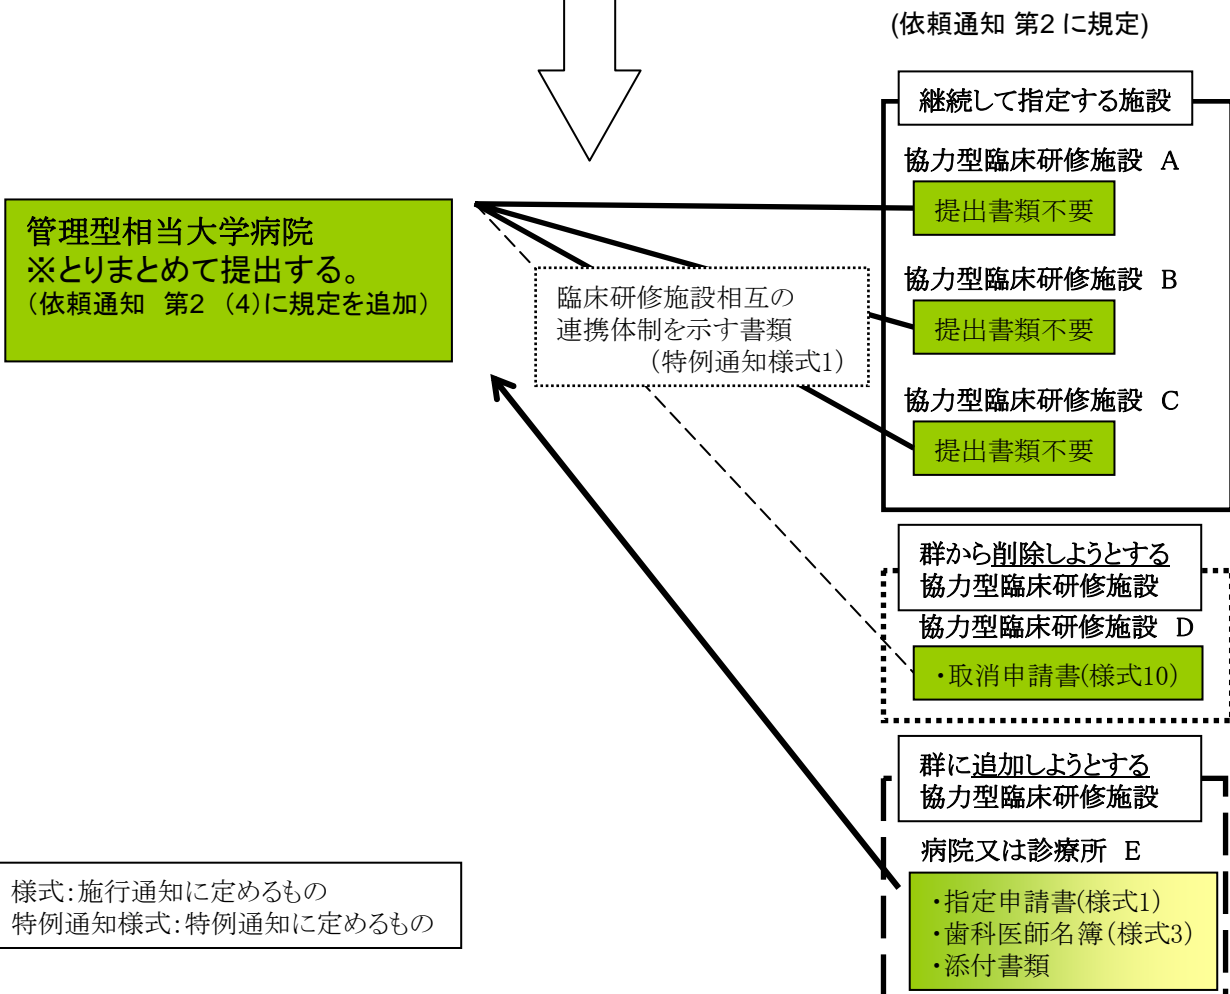 (依頼通知 第2 に規定)
継続して指定する施設
協力型臨床研修施設 A
提出書類不要
管理型相当大学病院
※とりまとめて提出する。
(依頼通知 第2 (4)に規定を追加)
臨床研修施設相互の
連携体制を示す書類
(特例通知様式1)
協力型臨床研修施設 B
提出書類不要
協力型臨床研修施設 C
提出書類不要
群から削除しようとする
協力型臨床研修施設
協力型臨床研修施設 D
・取消申請書(様式10)
群に追加しようとする
協力型臨床研修施設
病院又は診療所 E
・指定申請書(様式1)
・歯科医師名簿(様式3)
・添付書類
様式:施行通知に定めるもの
特例通知様式:特例通知に定めるもの